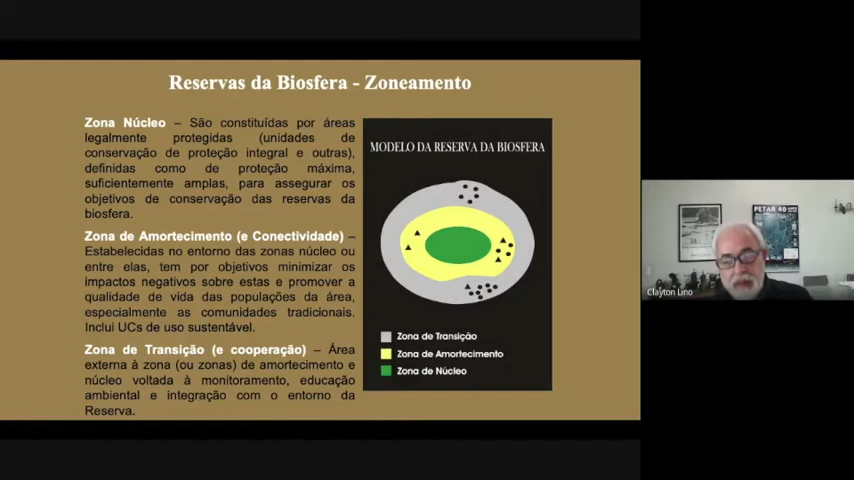 Reservas da Biosfera - Zoneamento
Zona Núcleo – São constituídas por áreas
legalmente protegidas (unidades de
conservação de proteção integral e outras),
definidas como de proteção máxima,
suficientemente amplas, para assegurar os
objetivos de conservação das reservas da
biosfera.
Zona de Amortecimento (e Conectividade) –
Estabelecidas no entorno das zonas núcleo ou
entre elas, tem por objetivos minimizar os
impactos negativos sobre estas e promover a
qualidade de vida das populações da área,
especialmente as comunidades tradicionais.
Inclui UCs de uso sustentável.
Zona de Transição (e cooperação) – Área
externa à zona (ou zonas) de amortecimento e
núcleo voltada à monitoramento, educação
ambiental e integração com o entorno da
Reserva.
MODELO DA RESERVA DA BIOSFERA
Zona de Transição
Zona de Amortecimento
Zona de Núcleo
PETAR 40
Clayton Lino